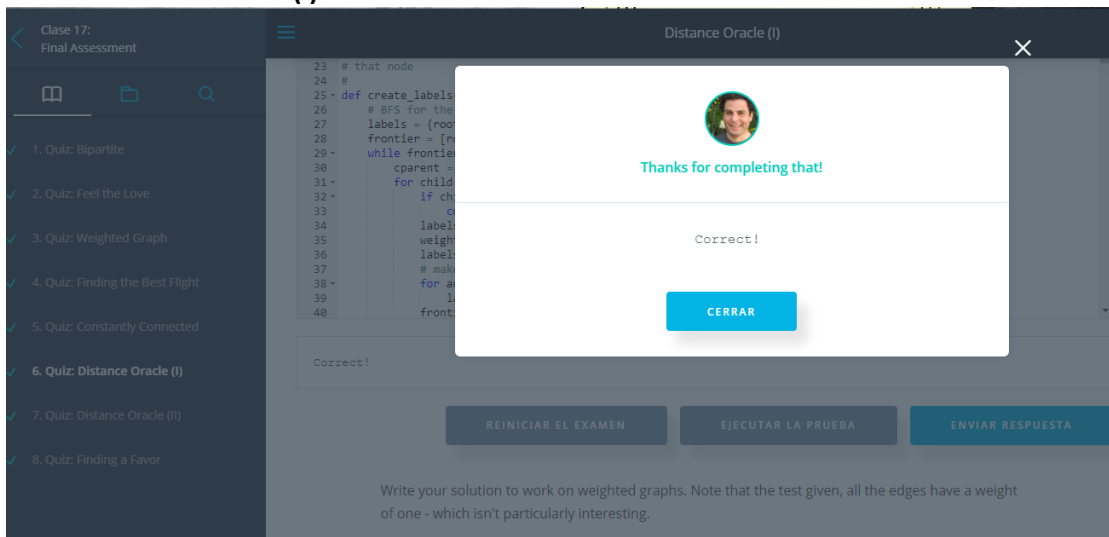 Clase 17:
Final Assessment
Distance Oracle (I)
1. Quiz: Bipartite
2. Quiz: Feel the Love
3. Quiz: Weighted Graph
4. Quiz: Finding the Best Flight
5. Quiz: Constantly Connected
6. Quiz: Distance Oracle (I)
7. Quiz: Distance Oracle (II)
8. Quiz: Finding a Favor
23 # that node
24 #
25 def create_labels
26 # BFS for the
27 labels = {root
28 frontier = [r
29 while frontie
30 cparent =
31 for child
32 if ch
33
34 label
35 weigh
36 label
37 # mak
38 for a
39
40 front
Thanks for completing that!
Correct!
CERRAR
Correct!
REINICIAR EL EXAMEN
EJECUTAR LA PRUEBA
ENVIAR RESPUESTA
Write your solution to work on weighted graphs. Note that the test given, all the edges have a weight
of one - which isn't particularly interesting.